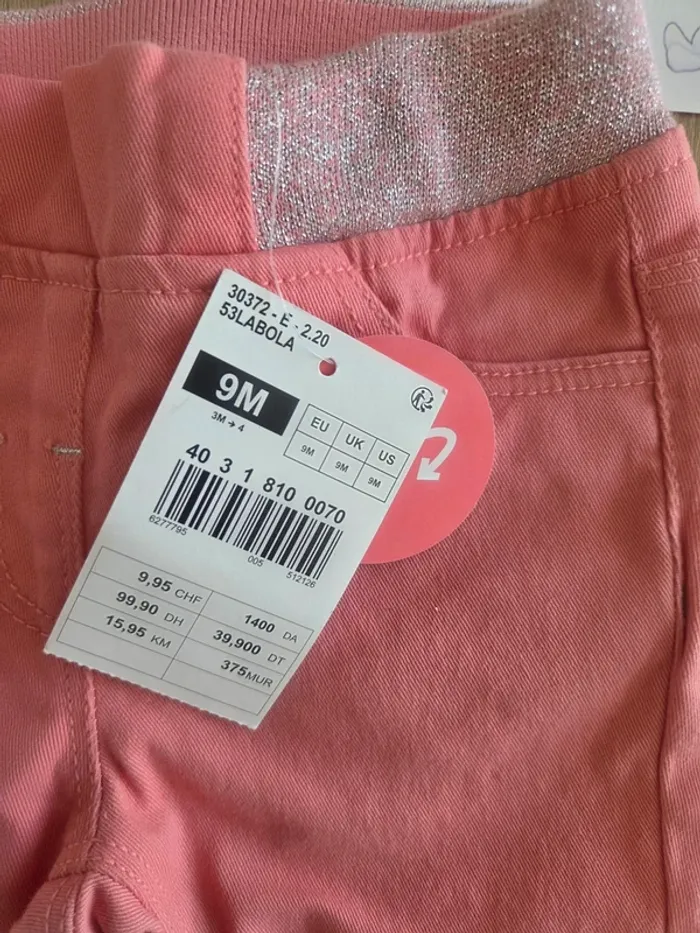 30372 - E - 2.20
53LABOLA
9M
3M → 4
EU UK US
9M 9M 9M
40 3 1 810 0070
6277795 005 512126
9,95 CHF 1400 DA
99,90 DH 39,900 DT
15,95 KM 375MUR